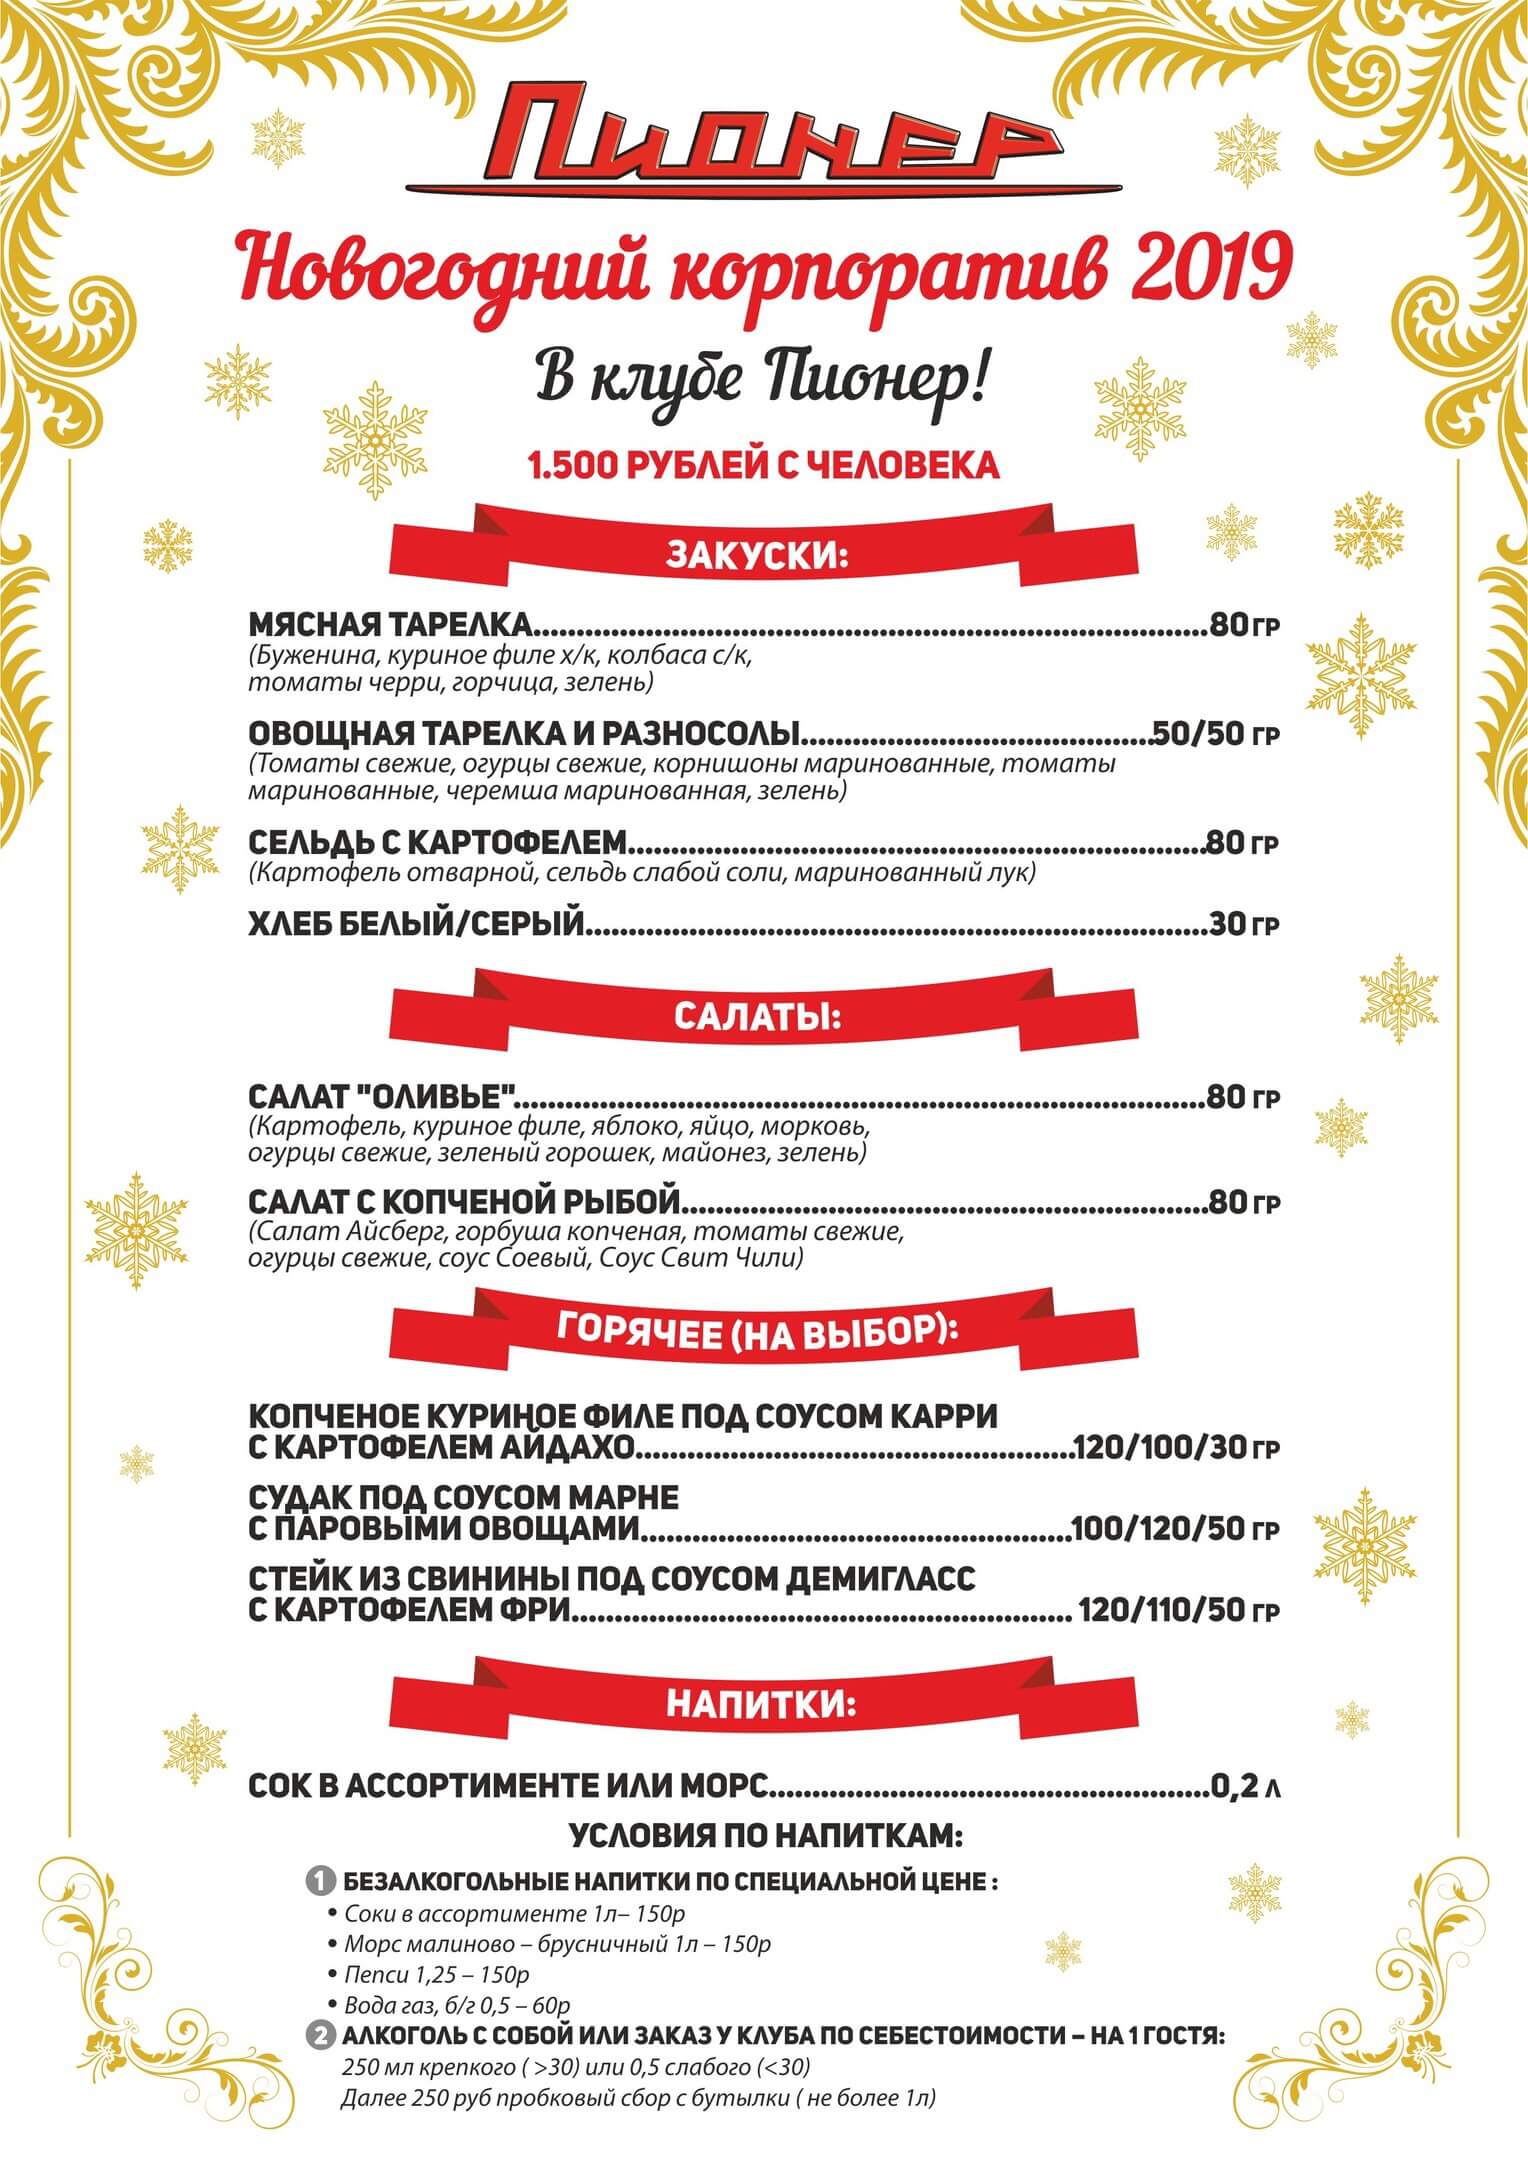 Пионер
Новогодний корпоратив 2019
В клубе Пионер!
1.500 РУБЛЕЙ С ЧЕЛОВЕКА
ЗАКУСКИ:
МЯСНАЯ ТАРЕЛКА..............................................................................80 ГР
(Буженина, куриное филе х/к, колбаса с/к,
томаты черри, горчица, зелень)
ОВОЩНАЯ ТАРЕЛКА И РАЗНОСОЛЫ.........................................50/50 ГР
(Томаты свежие, огурцы свежие, корнишоны маринованные, томаты
маринованные, черемша маринованная, зелень)
СЕЛЬДЬ С КАРТОФЕЛЕМ...................................................................80 ГР
(Картофель отварной, сельдь слабой соли, маринованный лук)
ХЛЕБ БЕЛЫЙ/СЕРЫЙ........................................................................30 ГР
САЛАТЫ:
САЛАТ "ОЛИВЬЕ"................................................................................80 ГР
(Картофель, куриное филе, яблоко, яйцо, морковь,
огурцы свежие, зеленый горошек, майонез, зелень)
САЛАТ С КОПЧЕНОЙ РЫБОЙ.............................................................80 ГР
(Салат Айсберг, горбуша копченая, томаты свежие,
огурцы свежие, соус Соевый, Соус Свит Чили)
ГОРЯЧЕЕ (НА ВЫБОР):
КОПЧЕНОЕ КУРИНОЕ ФИЛЕ ПОД СОУСОМ КАРРИ
С КАРТОФЕЛЕМ АЙДАХО...................................................120/100/30 ГР
СУДАК ПОД СОУСОМ МАРНЕ
С ПАРОВЫМИ ОВОЩАМИ..................................................100/120/50 ГР
СТЕЙК ИЗ СВИНИНЫ ПОД СОУСОМ ДЕМИГЛАСС
С КАРТОФЕЛЕМ ФРИ.......................................................... 120/110/50 ГР
НАПИТКИ:
СОК В АССОРТИМЕНТЕ ИЛИ МОРС...................................................0,2 Л
УСЛОВИЯ ПО НАПИТКАМ:
1 БЕЗАЛКОГОЛЬНЫЕ НАПИТКИ ПО СПЕЦИАЛЬНОЙ ЦЕНЕ :
• Соки в ассортименте 1л– 150р
• Морс малиново – брусничный 1л – 150р
• Пепси 1,25 – 150р
• Вода газ, б/г 0,5 – 60р
2 АЛКОГОЛЬ С СОБОЙ ИЛИ ЗАКАЗ У КЛУБА ПО СЕБЕСТОИМОСТИ – НА 1 ГОСТЯ:
250 мл крепкого ( >30) или 0,5 слабого (<30)
Далее 250 руб пробковый сбор с бутылки ( не более 1л)